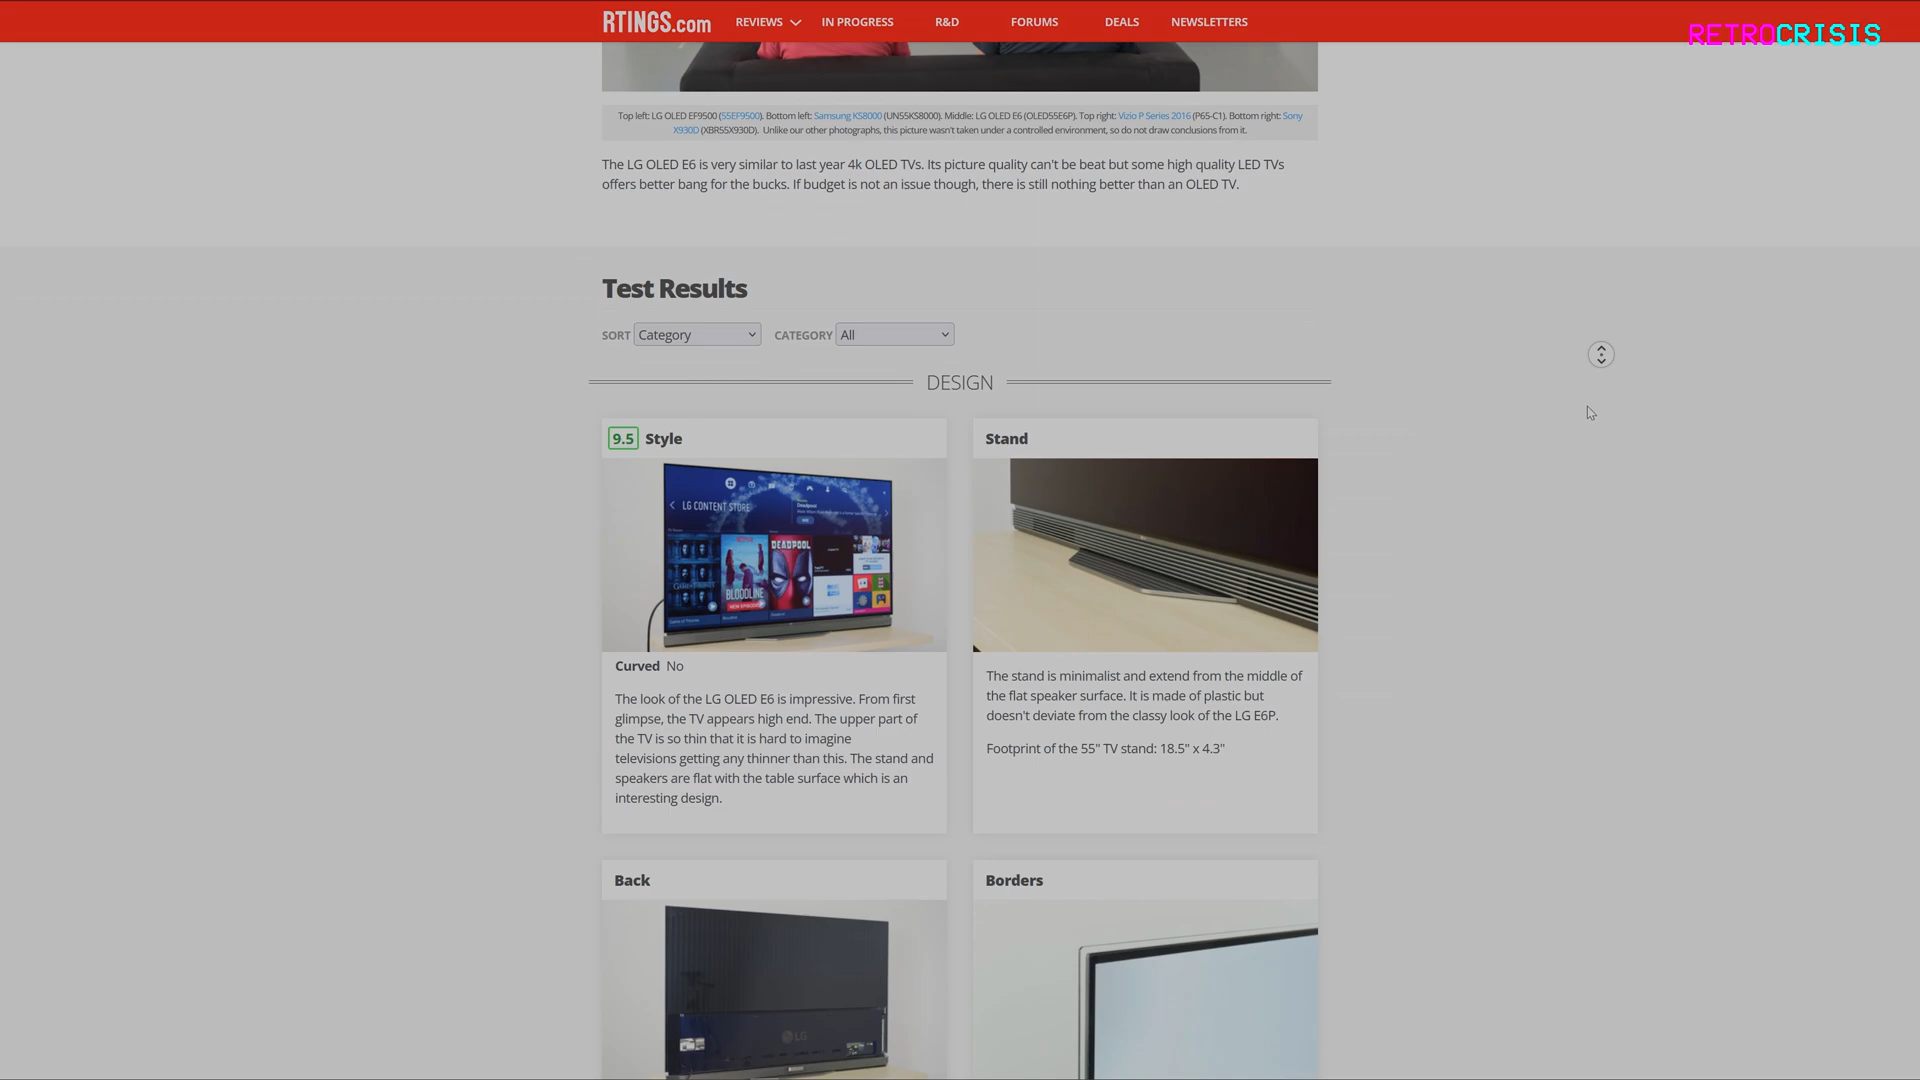 RTINGS.com REVIEWS IN PROGRESS R&D FORUMS DEALS NEWSLETTERS
RETROCRISIS
Top left: LG OLED EF9500 (55EF9500). Bottom left: Samsung KS8000 (UN55KS8000). Middle: LG OLED E6 (OLED55E6P). Top right: Vizio P Series 2016 (P65-C1). Bottom right: Sony
X930D (XBR55X930D). Unlike our other photographs, this picture wasn't taken under a controlled environment, so do not draw conclusions from it.
The LG OLED E6 is very similar to last year 4k OLED TVs. Its picture quality can't be beat but some high quality LED TVs
offers better bang for the bucks. If budget is not an issue though, there is still nothing better than an OLED TV.
Test Results
SORT Category CATEGORY All
DESIGN
9.5 Style
LG CONTENT STORE
Deadpool
BLOODLINE
NEW EPISODES
DEADPOOL
Curved No
The look of the LG OLED E6 is impressive. From first
glimpse, the TV appears high end. The upper part of
the TV is so thin that it is hard to imagine
televisions getting any thinner than this. The stand and
speakers are flat with the table surface which is an
interesting design.
Stand
The stand is minimalist and extend from the middle of
the flat speaker surface. It is made of plastic but
doesn't deviate from the classy look of the LG E6P.
Footprint of the 55" TV stand: 18.5" x 4.3"
Back
LG
Borders